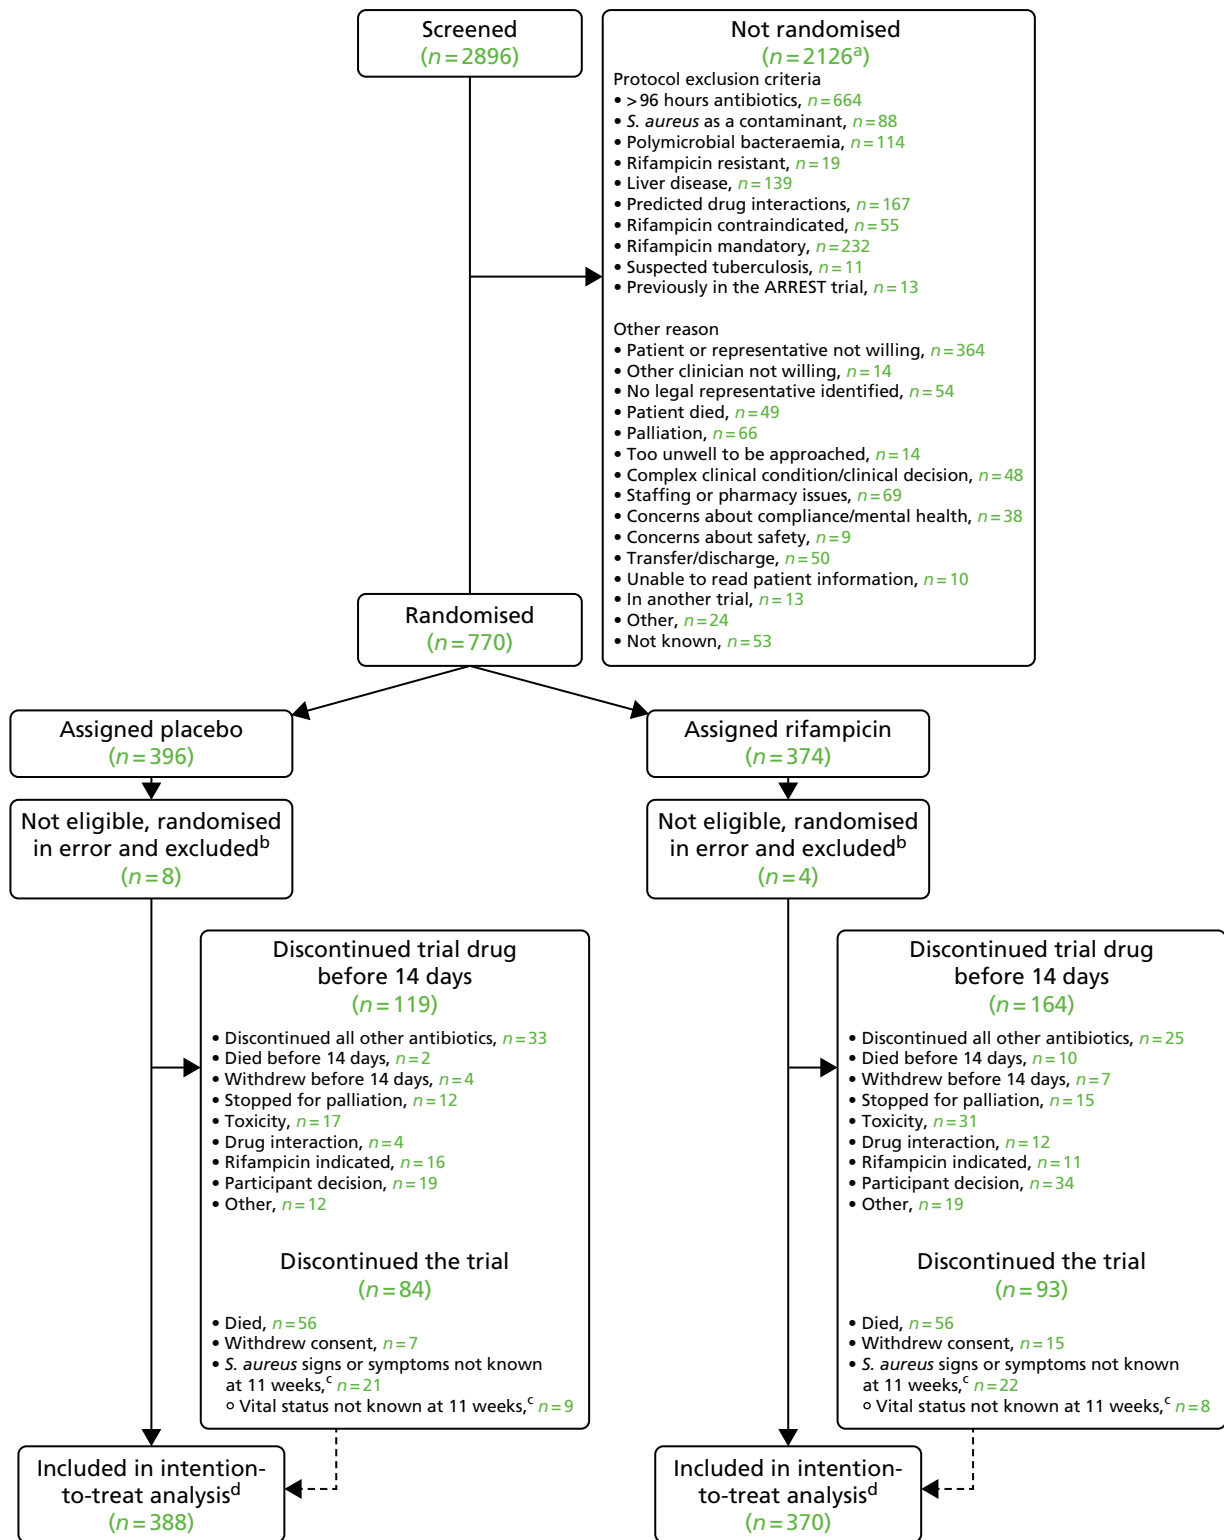 Screened
(n = 2896)
Not randomised
(n = 2126a)
Protocol exclusion criteria
• > 96 hours antibiotics, n = 664
• S. aureus as a contaminant, n = 88
• Polymicrobial bacteraemia, n = 114
• Rifampicin resistant, n = 19
• Liver disease, n = 139
• Predicted drug interactions, n = 167
• Rifampicin contraindicated, n = 55
• Rifampicin mandatory, n = 232
• Suspected tuberculosis, n = 11
• Previously in the ARREST trial, n = 13
Other reason
• Patient or representative not willing, n = 364
• Other clinician not willing, n = 14
• No legal representative identified, n = 54
• Patient died, n = 49
• Palliation, n = 66
• Too unwell to be approached, n = 14
• Complex clinical condition/clinical decision, n = 48
• Staffing or pharmacy issues, n = 69
• Concerns about compliance/mental health, n = 38
• Concerns about safety, n = 9
• Transfer/discharge, n = 50
• Unable to read patient information, n = 10
• In another trial, n = 13
• Other, n = 24
• Not known, n = 53
Randomised
(n = 770)
Assigned placebo
(n = 396)
Not eligible, randomised
in error and excludedb
(n = 8)
Discontinued trial drug
before 14 days
(n = 119)
• Discontinued all other antibiotics, n = 33
• Died before 14 days, n = 2
• Withdrew before 14 days, n = 4
• Stopped for palliation, n = 12
• Toxicity, n = 17
• Drug interaction, n = 4
• Rifampicin indicated, n = 16
• Participant decision, n = 19
• Other, n = 12
Discontinued the trial
(n = 84)
• Died, n = 56
• Withdrew consent, n = 7
• S. aureus signs or symptoms not known
at 11 weeks,c n = 21
o Vital status not known at 11 weeks,c n = 9
Included in intention-
to-treat analysisd
(n = 388)
Assigned rifampicin
(n = 374)
Not eligible, randomised
in error and excludedb
(n = 4)
Discontinued trial drug
before 14 days
(n = 164)
• Discontinued all other antibiotics, n = 25
• Died before 14 days, n = 10
• Withdrew before 14 days, n = 7
• Stopped for palliation, n = 15
• Toxicity, n = 31
• Drug interaction, n = 12
• Rifampicin indicated, n = 11
• Participant decision, n = 34
• Other, n = 19
Discontinued the trial
(n = 93)
• Died, n = 56
• Withdrew consent, n = 15
• S. aureus signs or symptoms not known
at 11 weeks,c n = 22
o Vital status not known at 11 weeks,c n = 8
Included in intention-
to-treat analysisd
(n = 370)